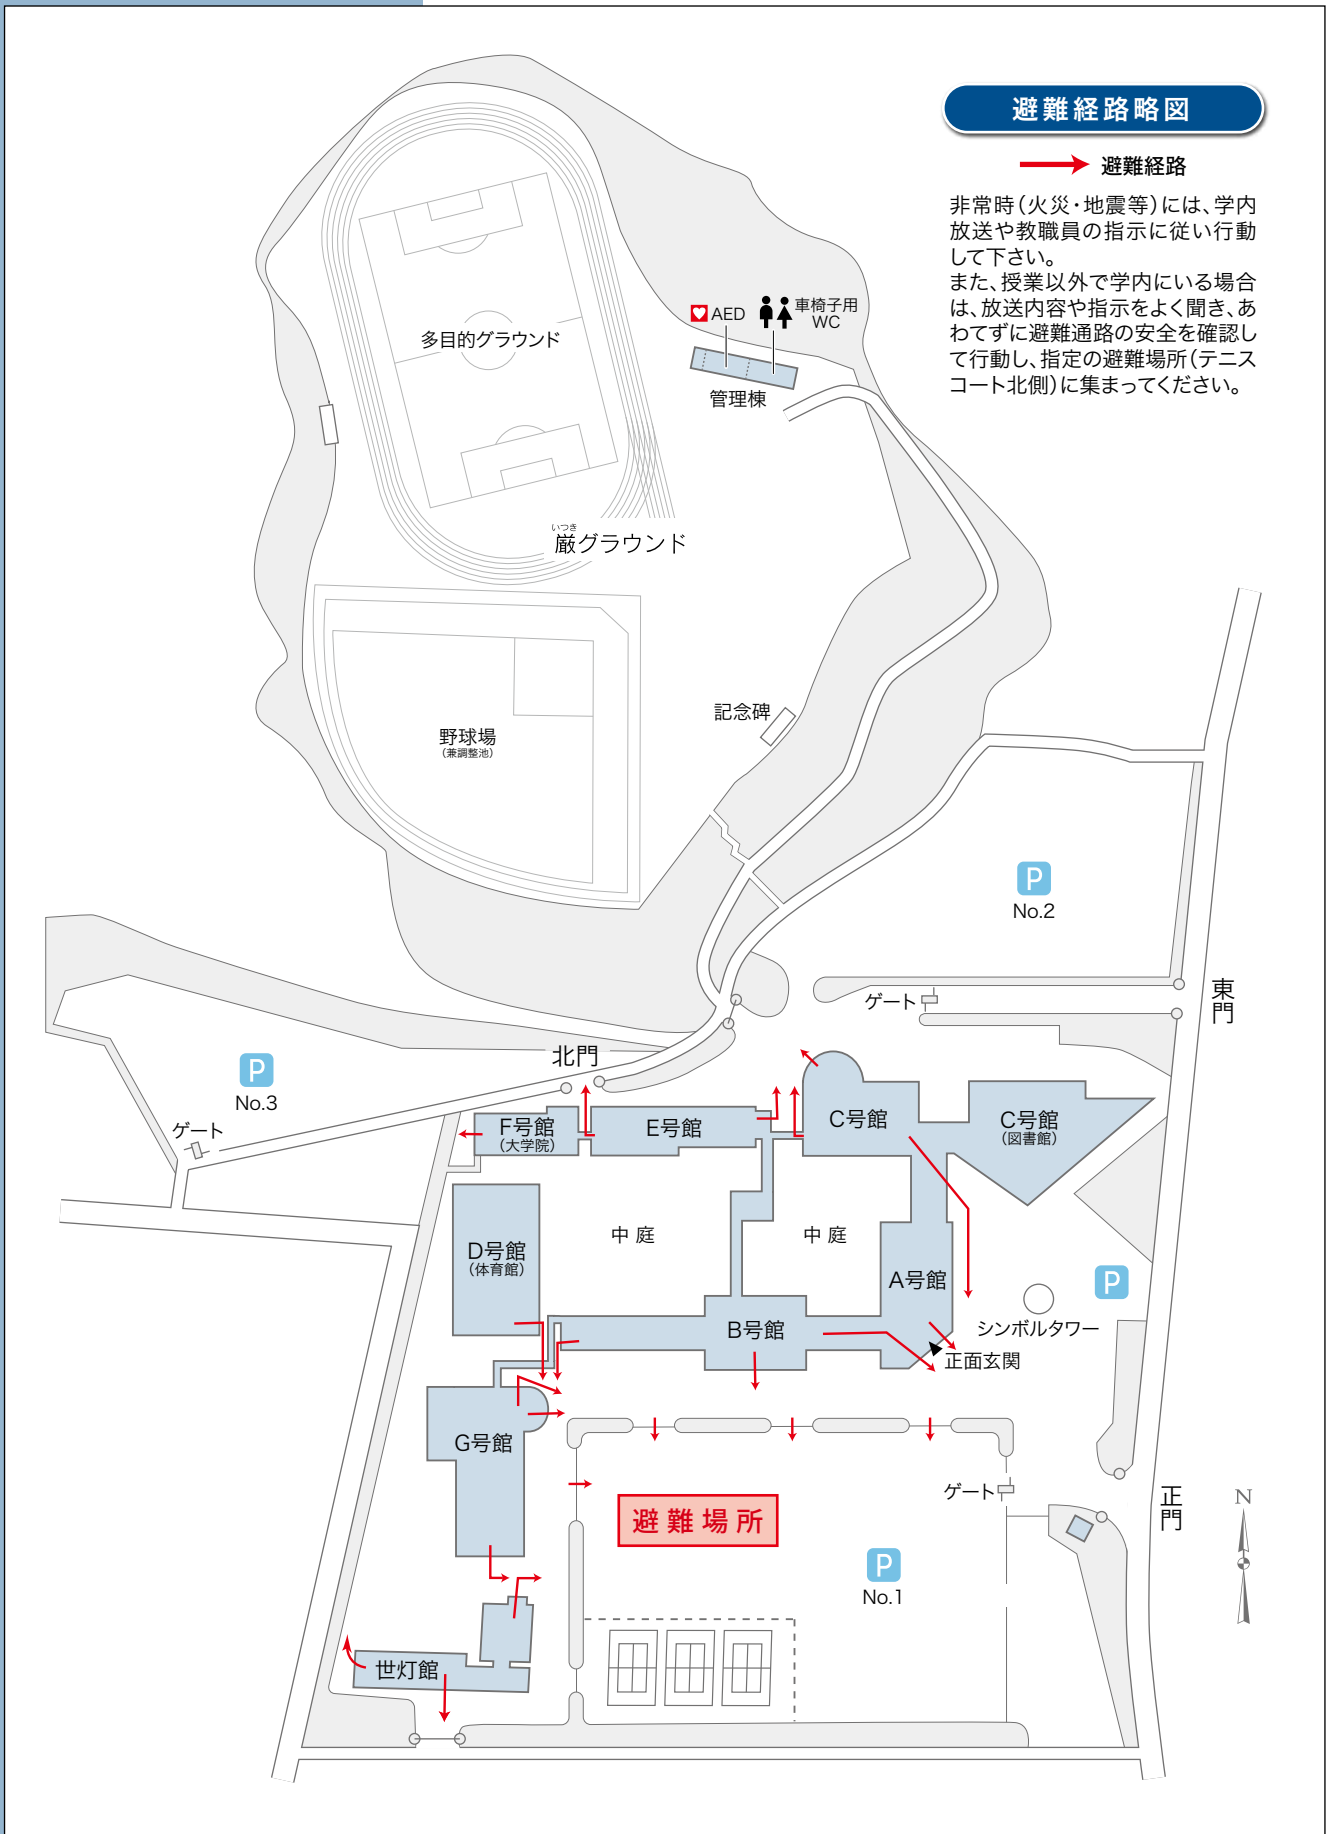 避難経路略図
避難経路
非常時(火災・地震等)には、学内
放送や教職員の指示に従い行動
して下さい。
また、授業以外で学内にいる場合
は、放送内容や指示をよく聞き、あ
わてずに避難通路の安全を確認し
て行動し、指定の避難場所(テニス
コート北側)に集まってください。
AED
車椅子用
WC
管理棟
多目的グラウンド
いつき
厳グラウンド
記念碑
野球場
(兼調整池)
P
No.2
東門
ゲート
北門
P
No.3
ゲート
F号館
(大学院)
E号館
C号館
C号館
(図書館)
中庭
中庭
D号館
(体育館)
A号館
P
シンボルタワー
B号館
正面玄関
G号館
ゲート
正門
N
避難場所
P
No.1
世灯館